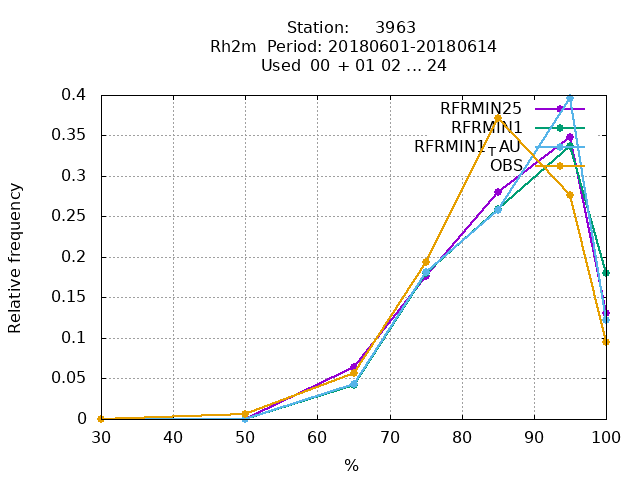 Station: 3963
Rh2m Period: 20180601-20180614
Used 00 + 01 02 ... 24
RFRMIN25
RFRMIN1
RFRMIN1_TAU
OBS
Relative frequency
0.4
0.35
0.3
0.25
0.2
0.15
0.1
0.05
0
30 40 50 60 70 80 90 100
%